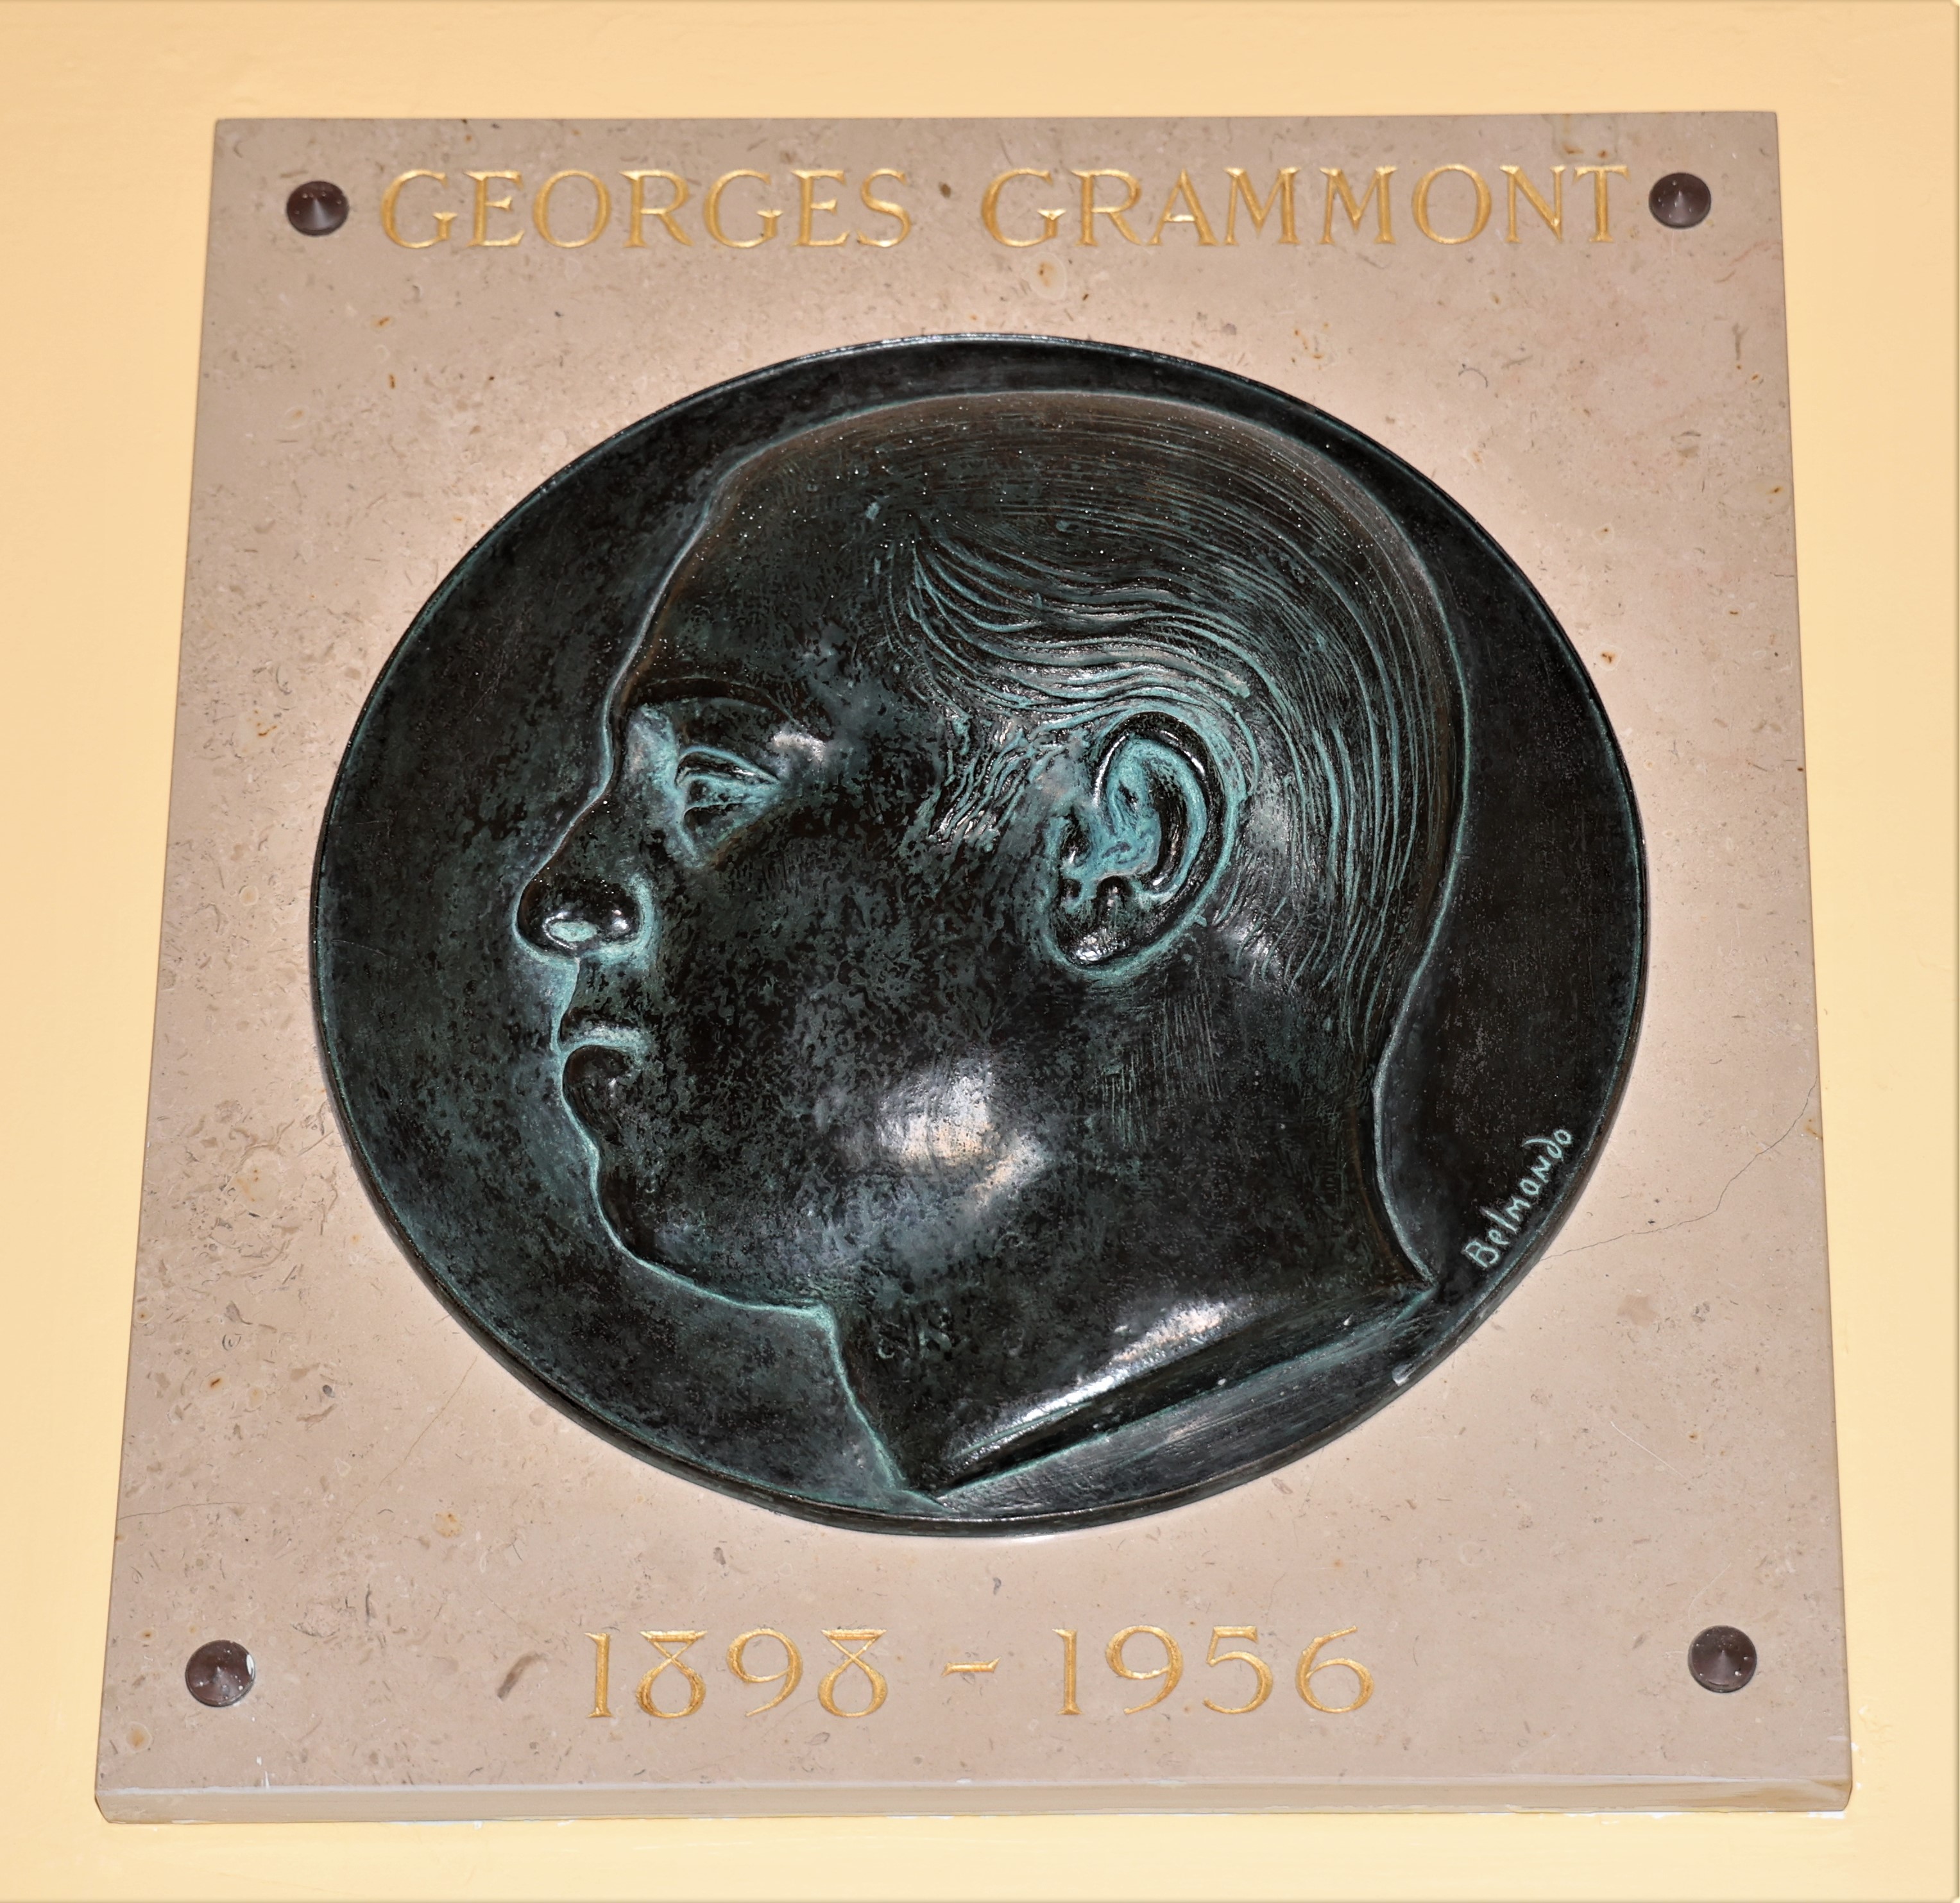 GEORGES GRAMMONT
Belmondo
1898 - 1956